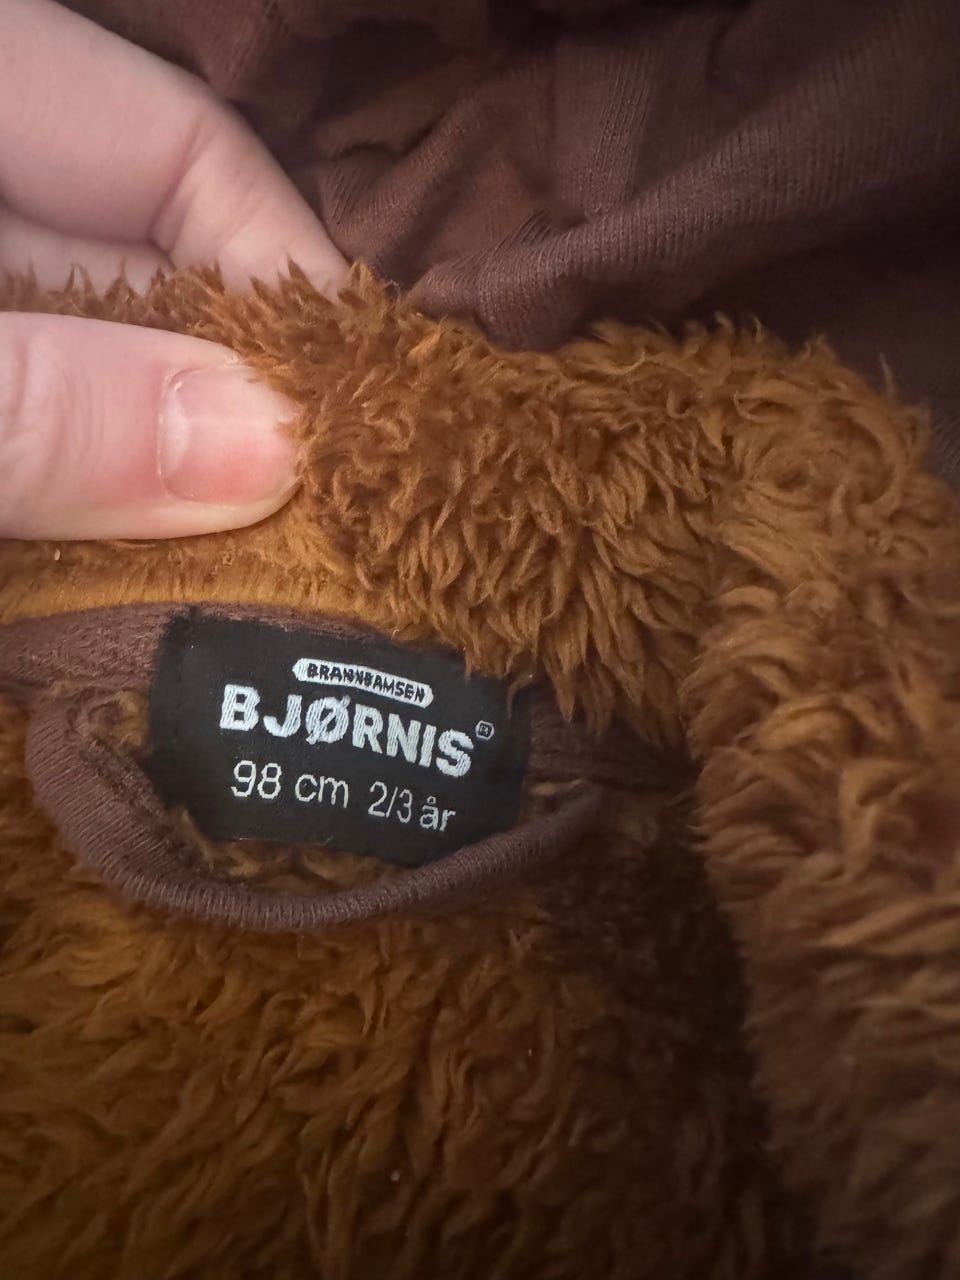 BRANNBAMSEN
BJØRNIS®
98 cm 2/3 år